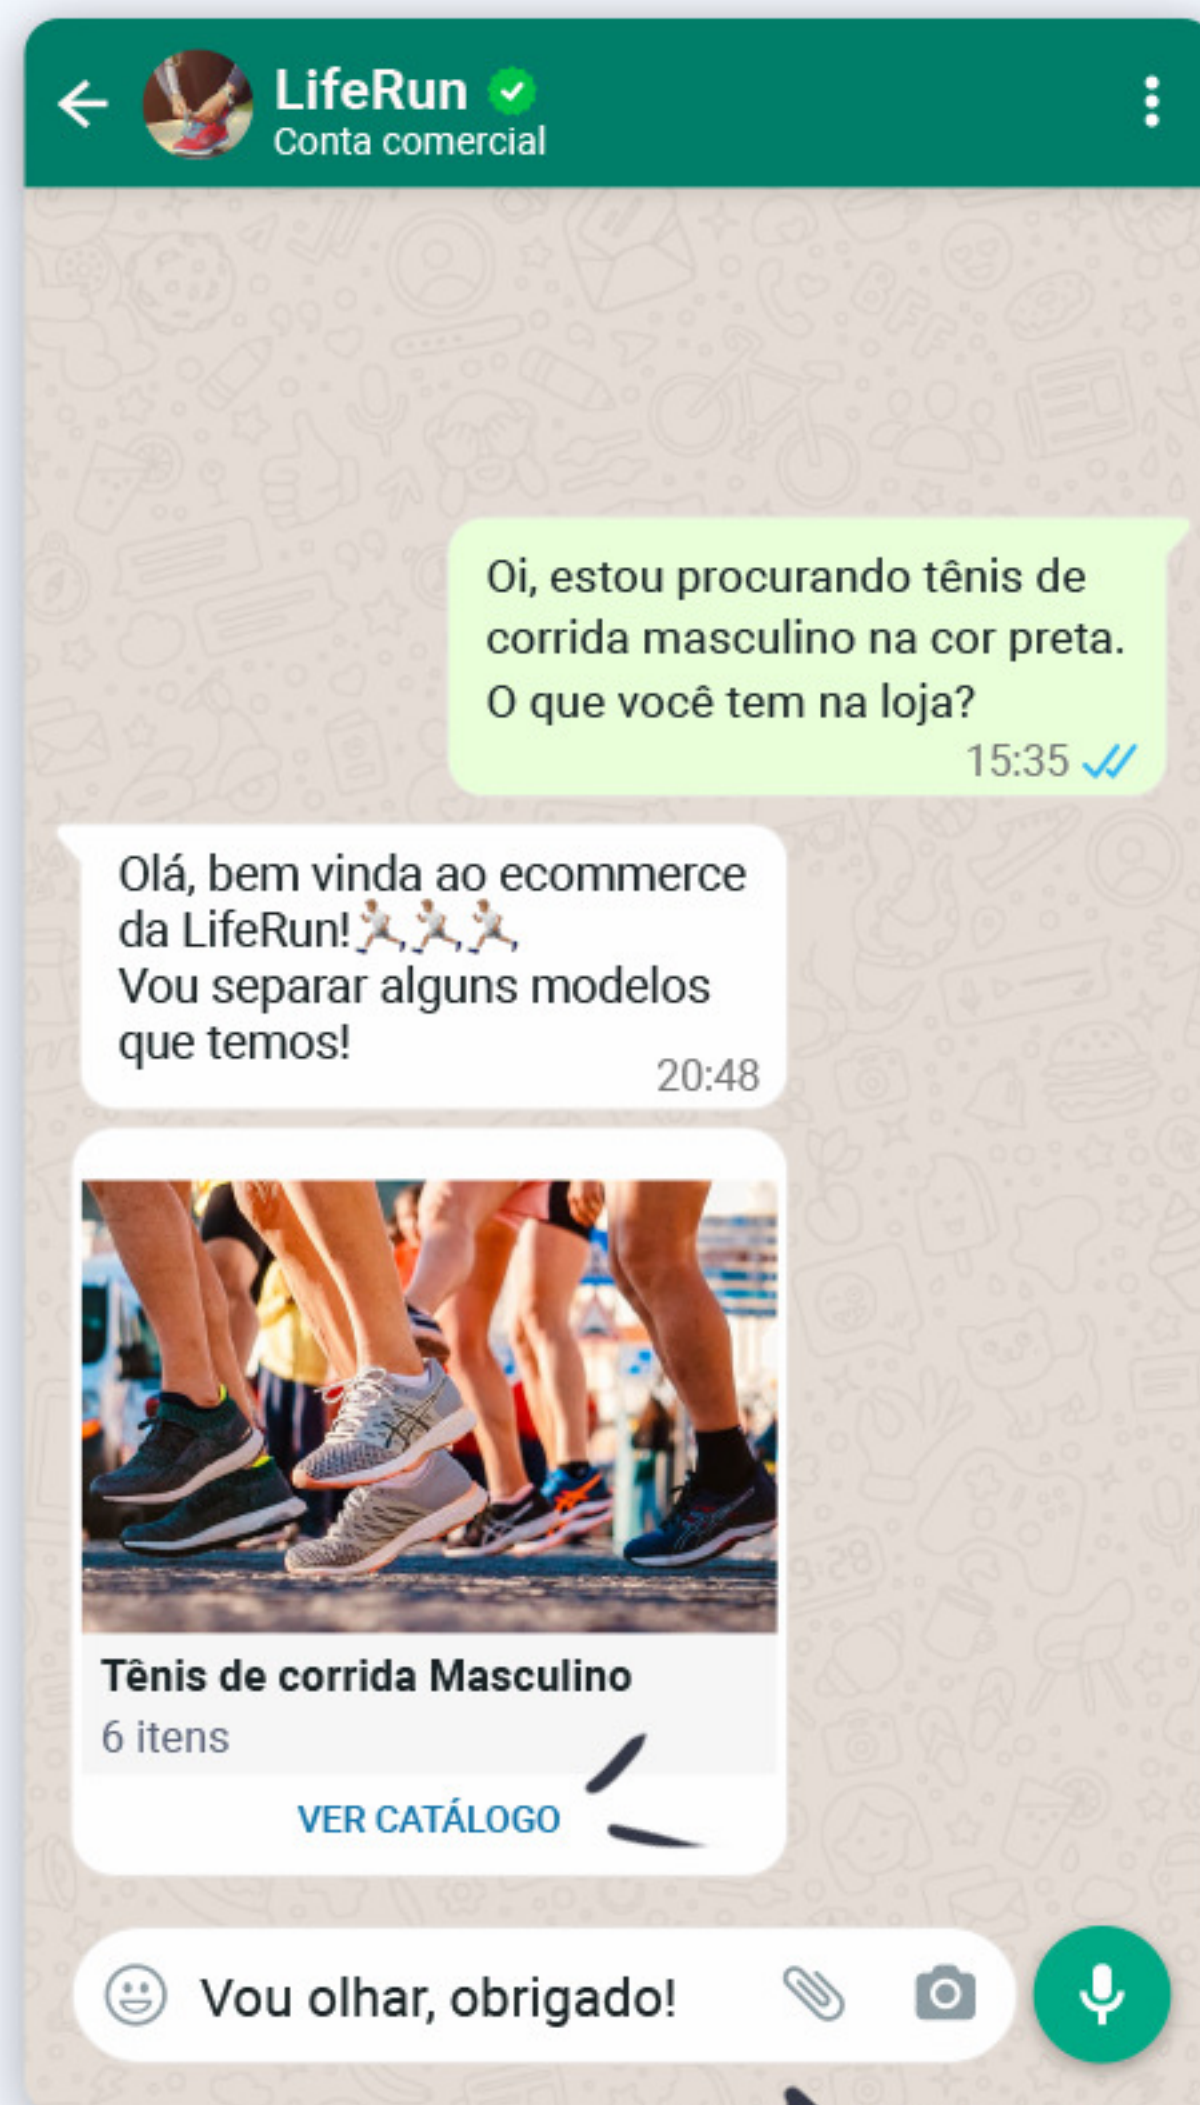 LifeRun
Conta comercial
Oi, estou procurando tênis de
corrida masculino na cor preta.
O que você tem na loja?
15:35
Olá, bem vinda ao ecommerce
da LifeRun!🏃🏃🏃
Vou separar alguns modelos
que temos!
20:48
Tênis de corrida Masculino
6 itens
VER CATÁLOGO
Vou olhar, obrigado!